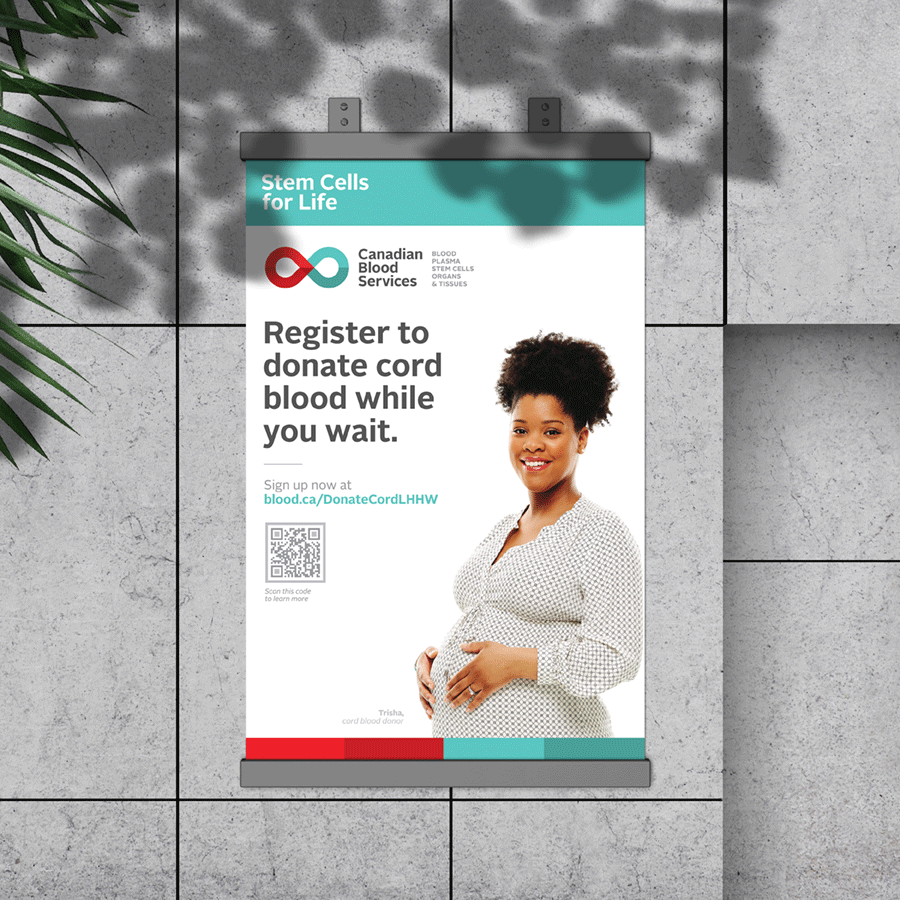 Stem Cells
for Life
Canadian
Blood
Services
BLOOD
PLASMA
STEM CELLS
ORGANS
& TISSUES
Register to
donate cord
blood while
you wait.
Sign up now at
blood.ca/DonateCordLHHW
Scan this code
to learn more
Trisha,
cord blood donor